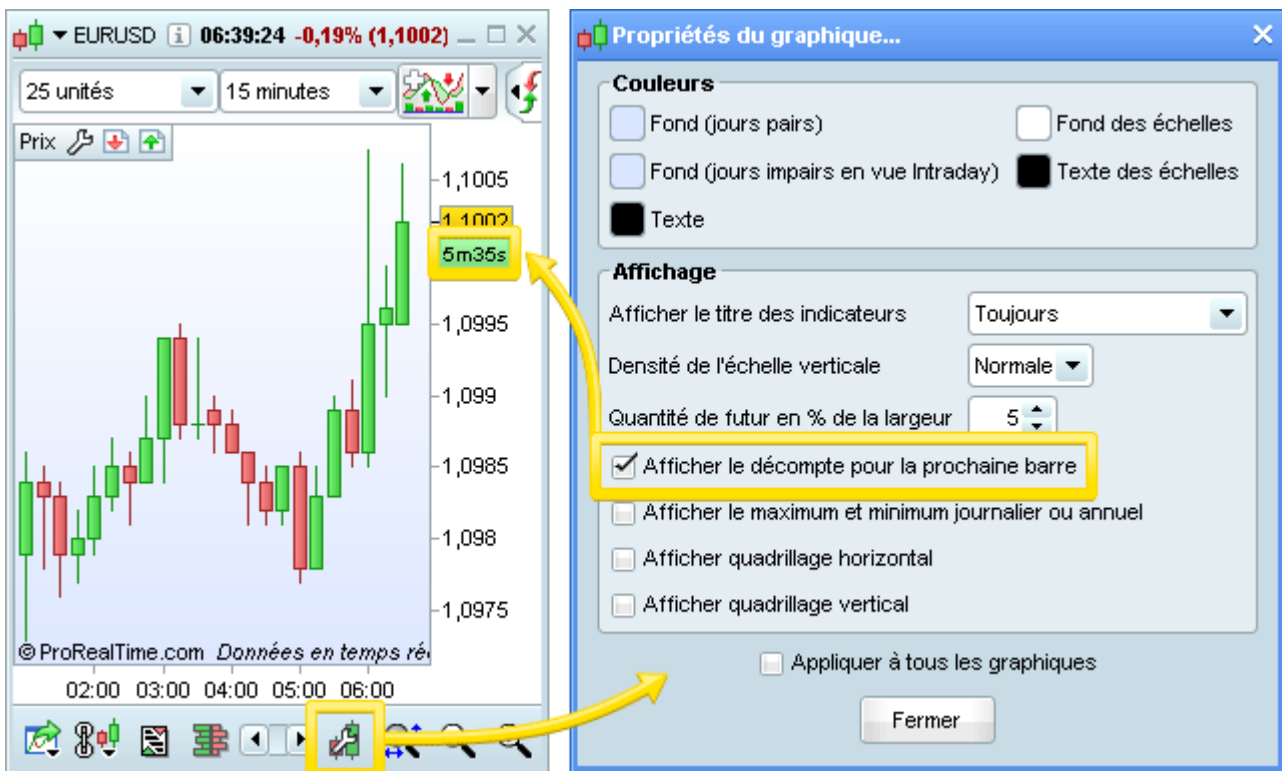 EURUSD 06:39:24 -0,19% (1,1002)
25 unités 15 minutes
Prix
1,1005
1,1002
5m35s
1,0995
1,099
1,0985
1,098
1,0975
© ProRealTime.com Données en temps
02:00 03:00 04:00 05:00 06:00
Propriétés du graphique...
Couleurs
Fond (jours pairs) Fond des échelles
Fond (jours impairs en vue Intraday) Texte des échelles
Texte
Affichage
Afficher le titre des indicateurs Toujours
Densité de l'échelle verticale Normale
Quantité de futur en % de la largeur 5
Afficher le décompte pour la prochaine barre
Afficher le maximum et minimum journalier ou annuel
Afficher quadrillage horizontal
Afficher quadrillage vertical
Appliquer à tous les graphiques
Fermer